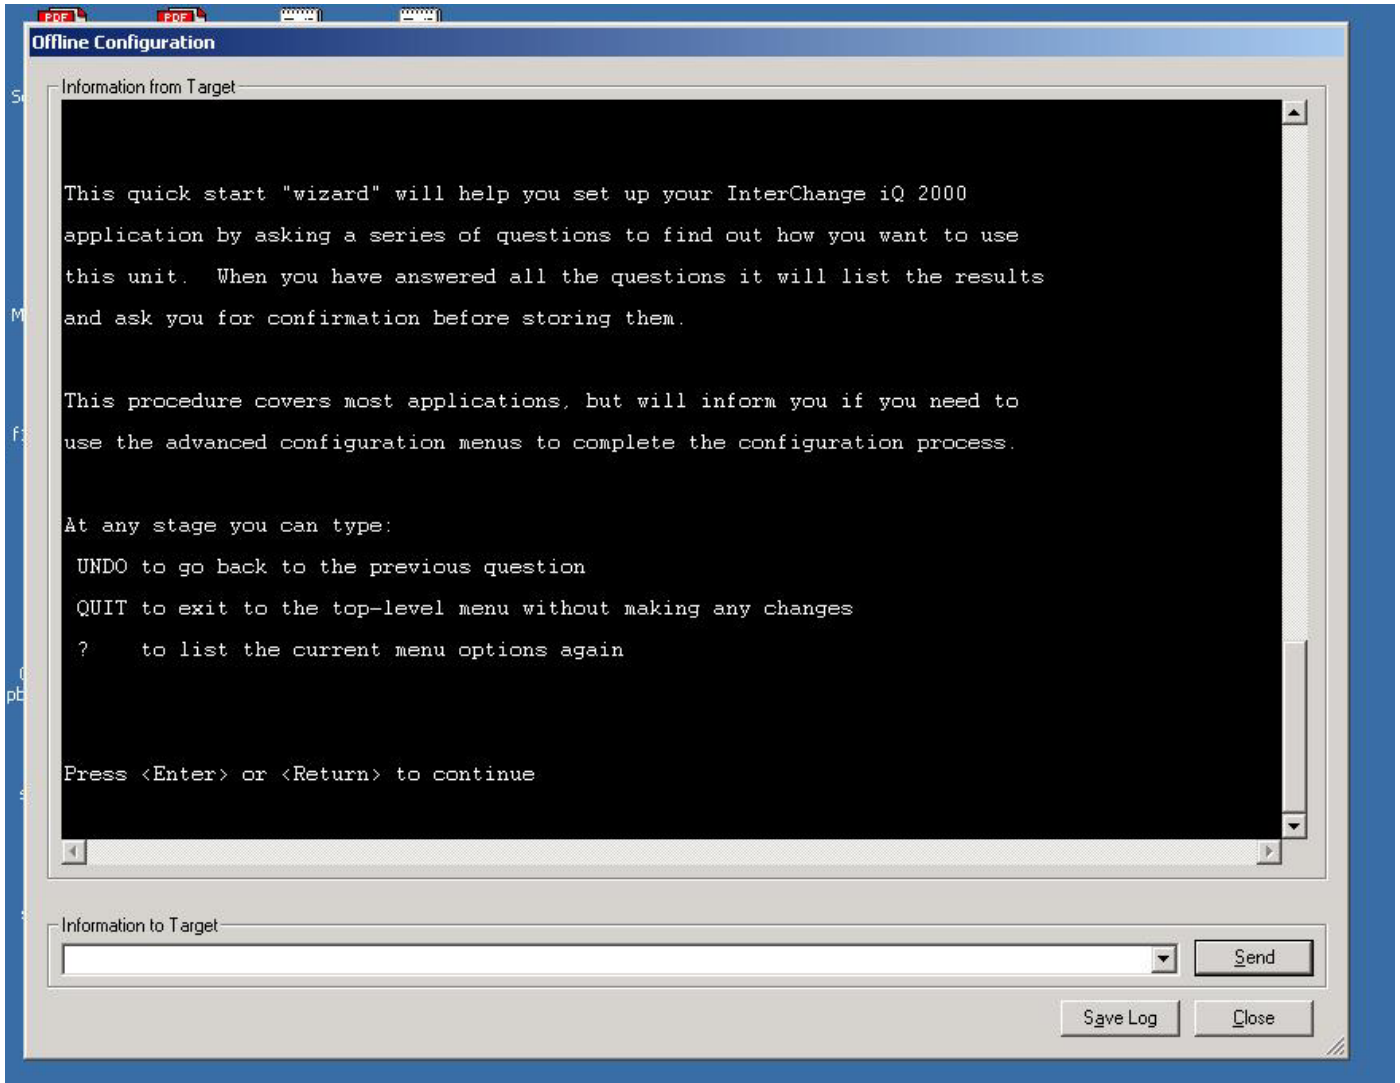 PDF PDF
Offline Configuration
Information from Target
This quick start "wizard" will help you set up your InterChange iQ 2000
application by asking a series of questions to find out how you want to use
this unit.  When you have answered all the questions it will list the results
and ask you for confirmation before storing them.
This procedure covers most applications, but will inform you if you need to
use the advanced configuration menus to complete the configuration process.
At any stage you can type:
UNDO to go back to the previous question
QUIT to exit to the top-level menu without making any changes
?    to list the current menu options again
Press <Enter> or <Return> to continue
Information to Target
Send
Save Log
Close